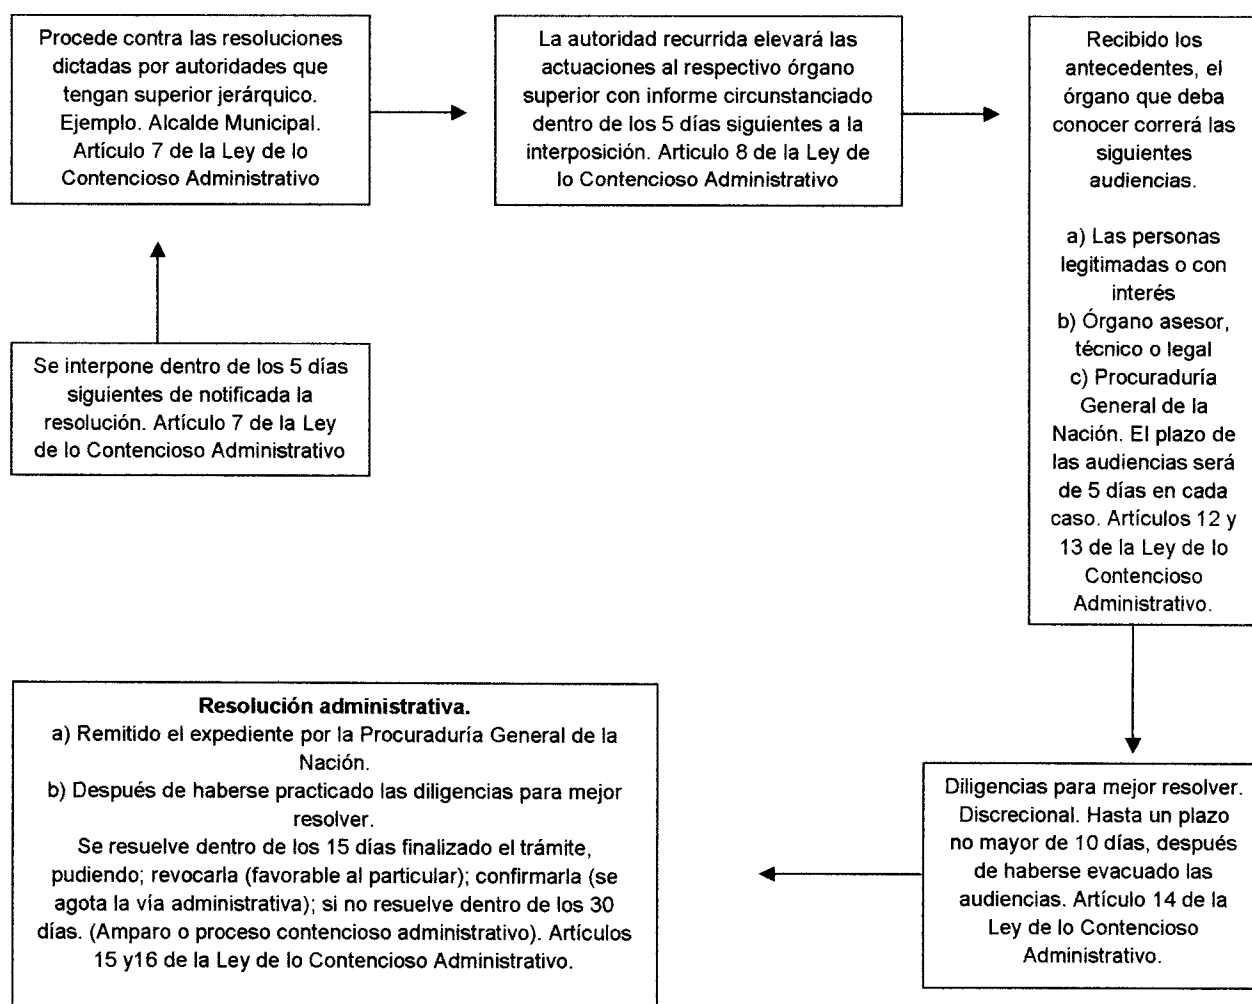 Procede contra las resoluciones
dictadas por autoridades que
tengan superior jerárquico.
Ejemplo. Alcalde Municipal.
Artículo 7 de la Ley de lo
Contencioso Administrativo
La autoridad recurrida elevará las
actuaciones al respectivo órgano
superior con informe circunstanciado
dentro de los 5 días siguientes a la
interposición. Articulo 8 de la Ley de
lo Contencioso Administrativo
Recibido los
antecedentes, el
órgano que deba
conocer correrá las
siguientes
audiencias.
a) Las personas
legitimadas o con
interés
b) Órgano asesor,
técnico o legal
c) Procuraduría
General de la
Nación. El plazo de
las audiencias será
de 5 días en cada
caso. Artículos 12 y
13 de la Ley de lo
Contencioso
Administrativo.
Se interpone dentro de los 5 días
siguientes de notificada la
resolución. Artículo 7 de la Ley
de lo Contencioso Administrativo
Diligencias para mejor resolver.
Discrecional. Hasta un plazo
no mayor de 10 días, después
de haberse evacuado las
audiencias. Artículo 14 de la
Ley de lo Contencioso
Administrativo.
Resolución administrativa.
a) Remitido el expediente por la Procuraduría General de la
Nación.
b) Después de haberse practicado las diligencias para mejor
resolver.
Se resuelve dentro de los 15 días finalizado el trámite,
pudiendo; revocarla (favorable al particular); confirmarla (se
agota la vía administrativa); si no resuelve dentro de los 30
días. (Amparo o proceso contencioso administrativo). Artículos
15 y16 de la Ley de lo Contencioso Administrativo.